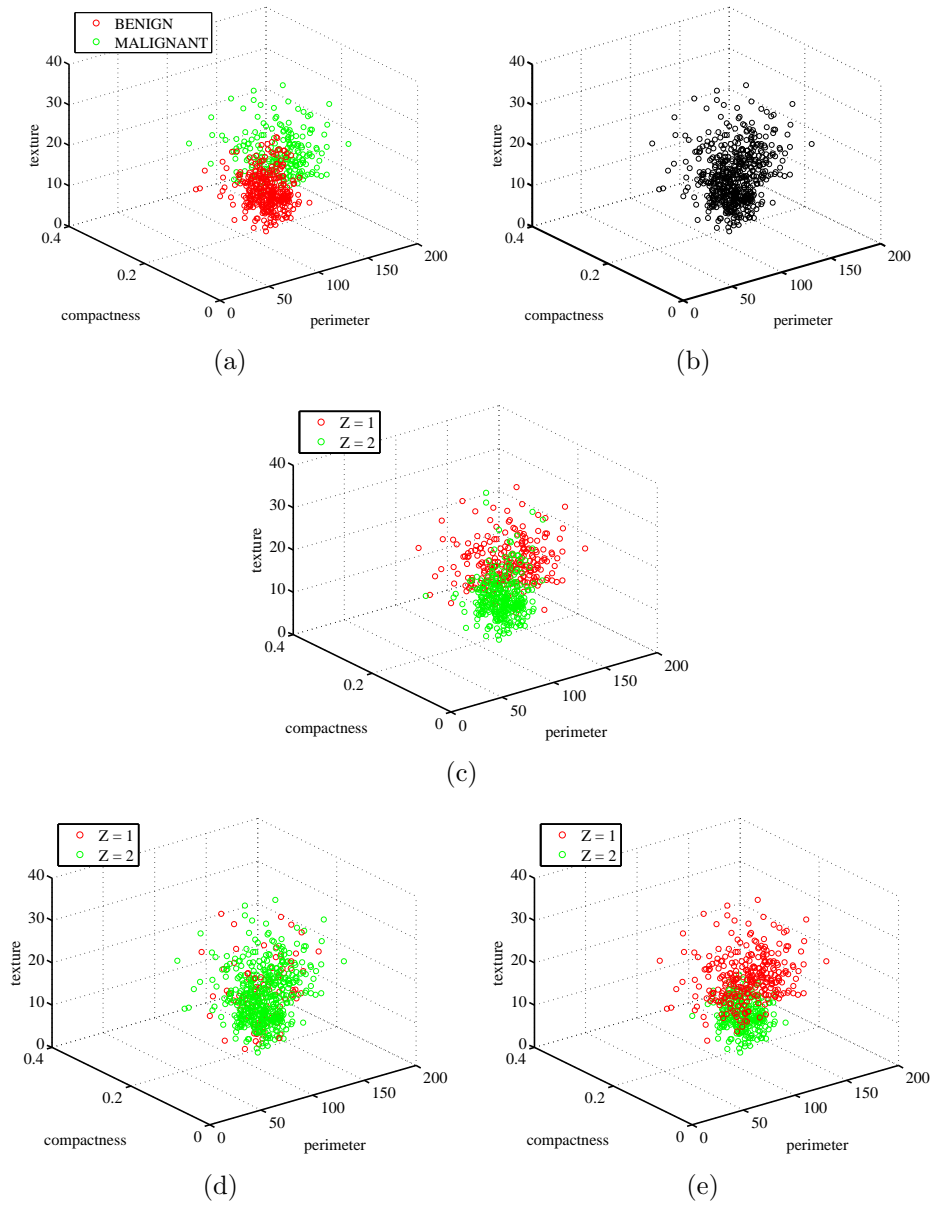 BENIGN
MALIGNANT
40
30
20
10
0
texture
0.4
0.2
0
compactness
0
50
100
150
200
perimeter
(a)
40
30
20
10
0
texture
0.4
0.2
0
compactness
0
50
100
150
200
perimeter
(b)
Z = 1
Z = 2
40
30
20
10
0
texture
0.4
0.2
0
compactness
0
50
100
150
200
perimeter
(c)
Z = 1
Z = 2
40
30
20
10
0
texture
0.4
0.2
0
compactness
0
50
100
150
200
perimeter
(d)
Z = 1
Z = 2
40
30
20
10
0
texture
0.4
0.2
0
compactness
0
50
100
150
200
perimeter
(e)